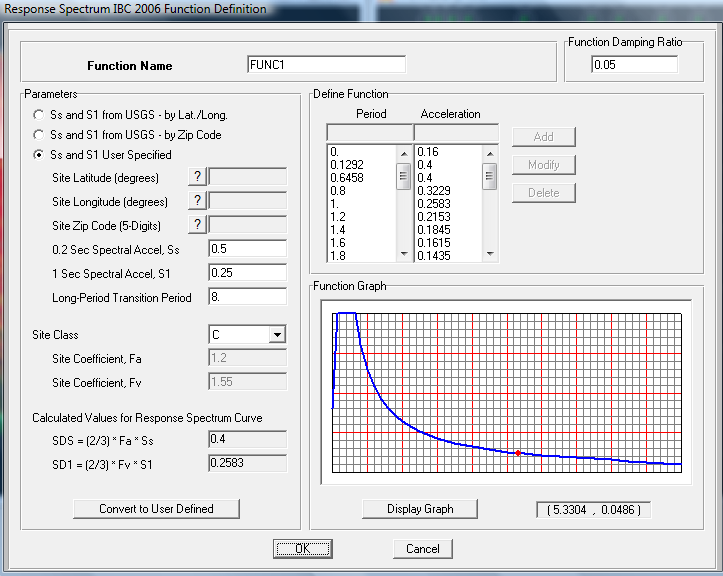 Response Spectrum IBC 2006 Function Definition
Function Name
FUNC1
Function Damping Ratio
0.05
Parameters
Ss and S1 from USGS - by Lat./Long.
Ss and S1 from USGS - by Zip Code
Ss and S1 User Specified
Site Latitude (degrees) ?
Site Longitude (degrees) ?
Site Zip Code (5-Digits) ?
0.2 Sec Spectral Accel, Ss 0.5
1 Sec Spectral Accel, S1 0.25
Long-Period Transition Period 8.
Site Class C
Site Coefficient, Fa 1.2
Site Coefficient, Fv 1.55
Calculated Values for Response Spectrum Curve
SDS = (2/3) * Fa * Ss 0.4
SD1 = (2/3) * Fv * S1 0.2583
Convert to User Defined
Define Function
Period Acceleration
0. 0.16
0.1292 0.4
0.6458 0.4
0.8 0.3229
1. 0.2583
1.2 0.2153
1.4 0.1845
1.6 0.1615
1.8 0.1435
Add
Modify
Delete
Function Graph
Display Graph
( 5.3304 , 0.0486 )
OK
Cancel